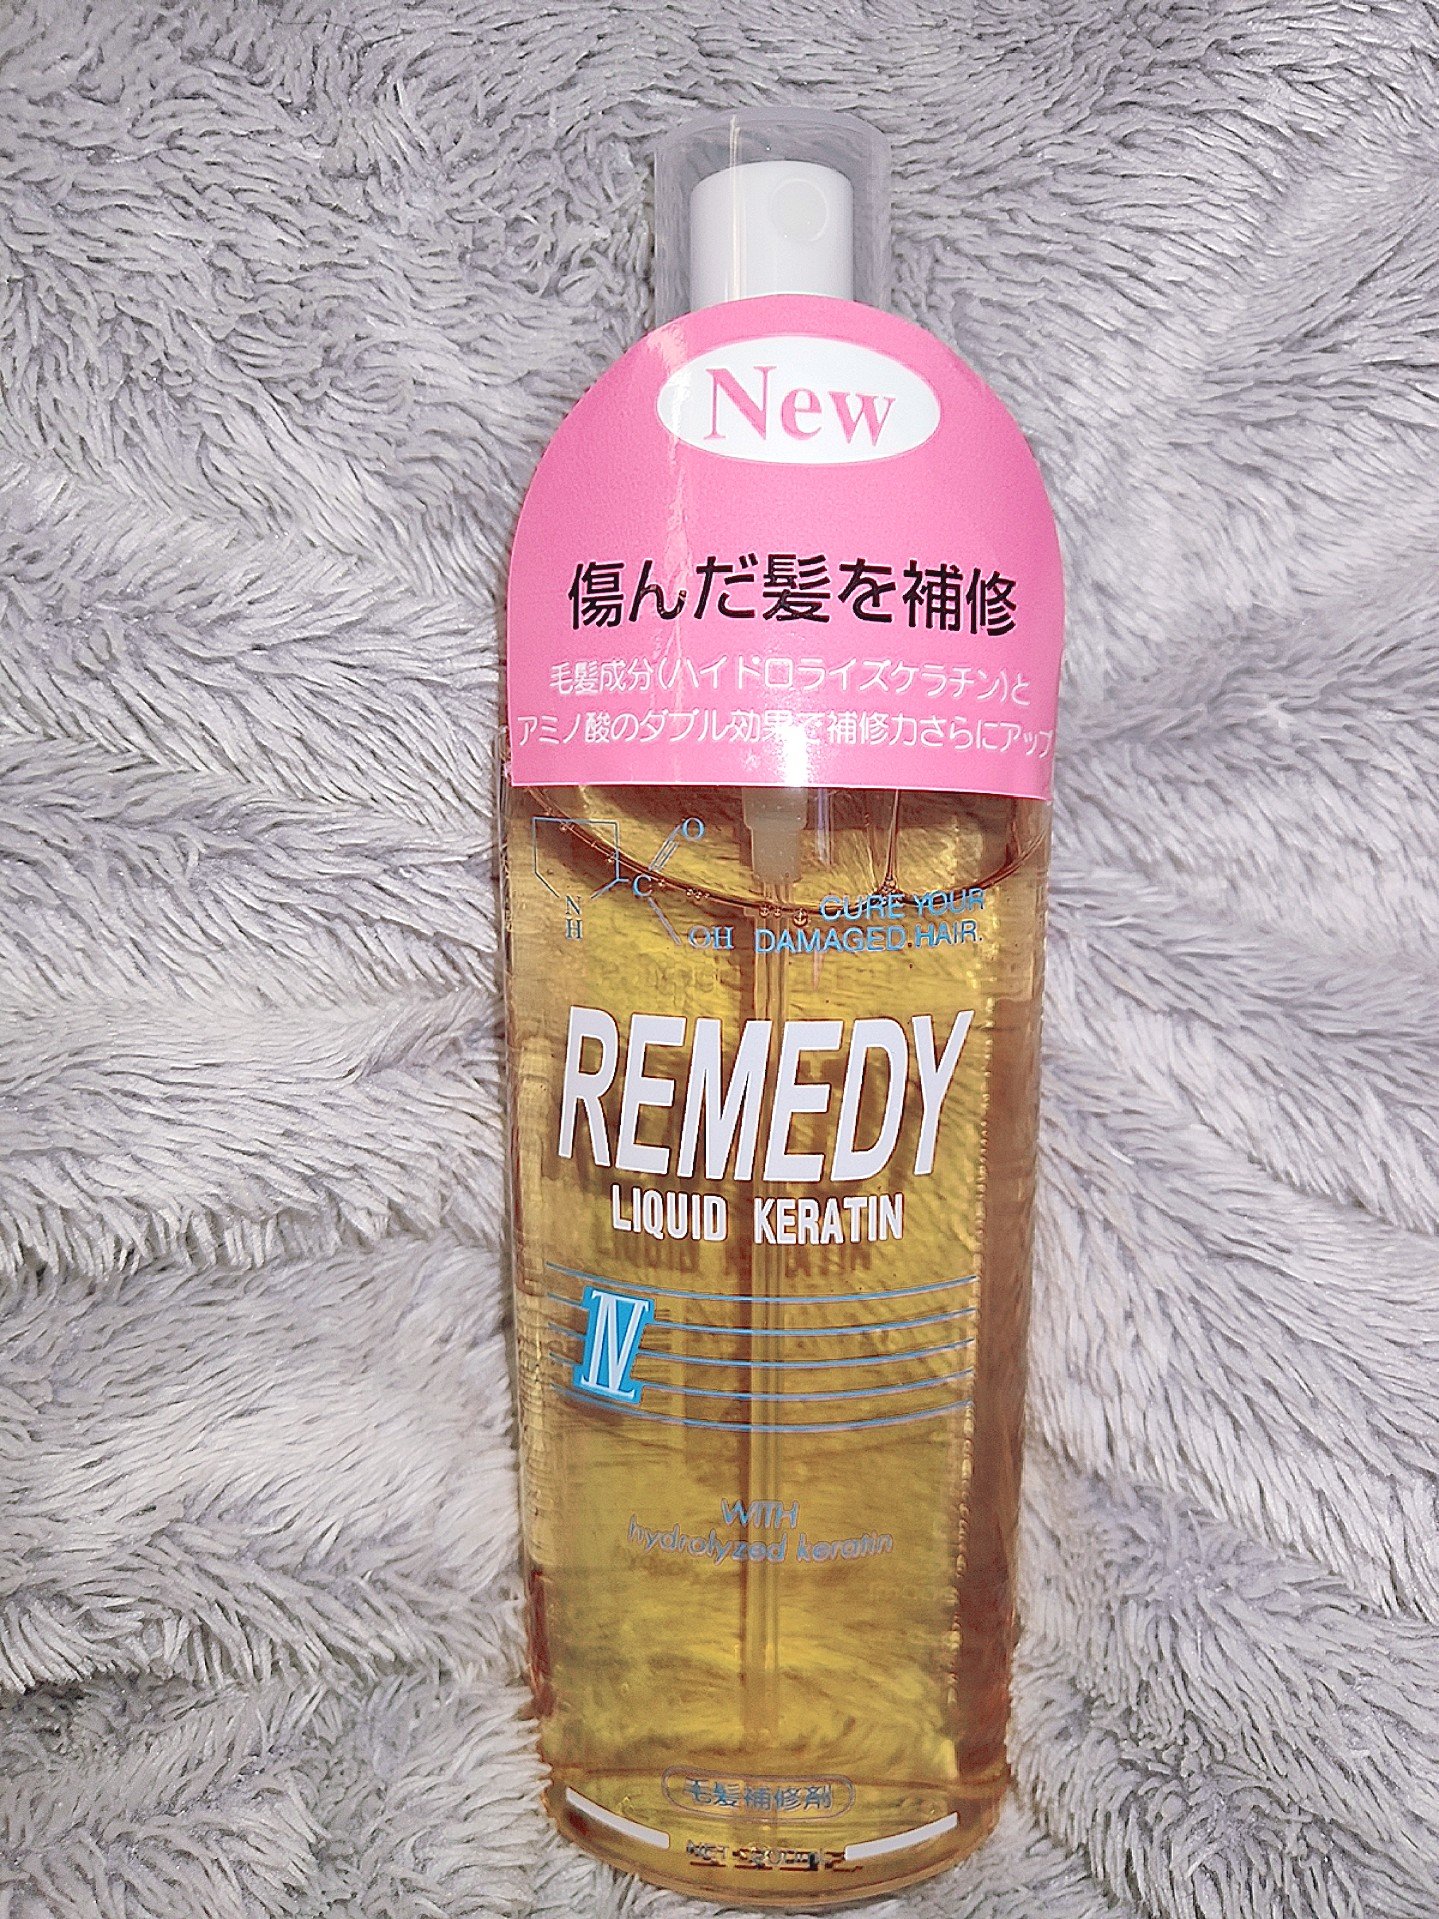 New
傷んだ髪を補修
毛髪成分(ハイドロライズケラチン)と
アミノ酸のダブル効果で補修力さらにアップ
O
C
N
H
OH
CURE YOUR
DAMAGED HAIR.
REMEDY
LIQUID KERATIN
N
WITH
hydrolyzed keratin
毛髪補修剤
NET